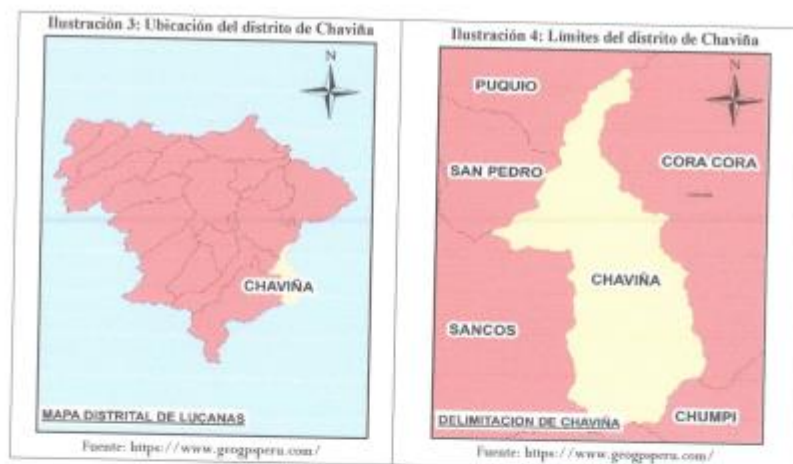 Ilustración 3: Ubicación del distrito de Chaviña
N
CHAVIÑA
MAPA DISTRITAL DE LUCANAS
Fuente: https://www.geogpsperu.com/
Ilustración 4: Límites del distrito de Chaviña
N
PUQUIO
SAN PEDRO
CORA CORA
CHAVIÑA
SANCOS
CHUMPI
DELIMITACION DE CHAVIÑA
Fuente: https://www.geogpsperu.com/